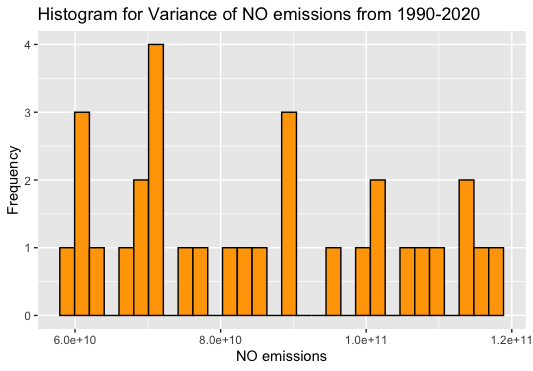 Histogram for Variance of NO emissions from 1990-2020
4
3
2
1
0
Frequency
6.0e+10 8.0e+10 1.0e+11 1.2e+11
NO emissions